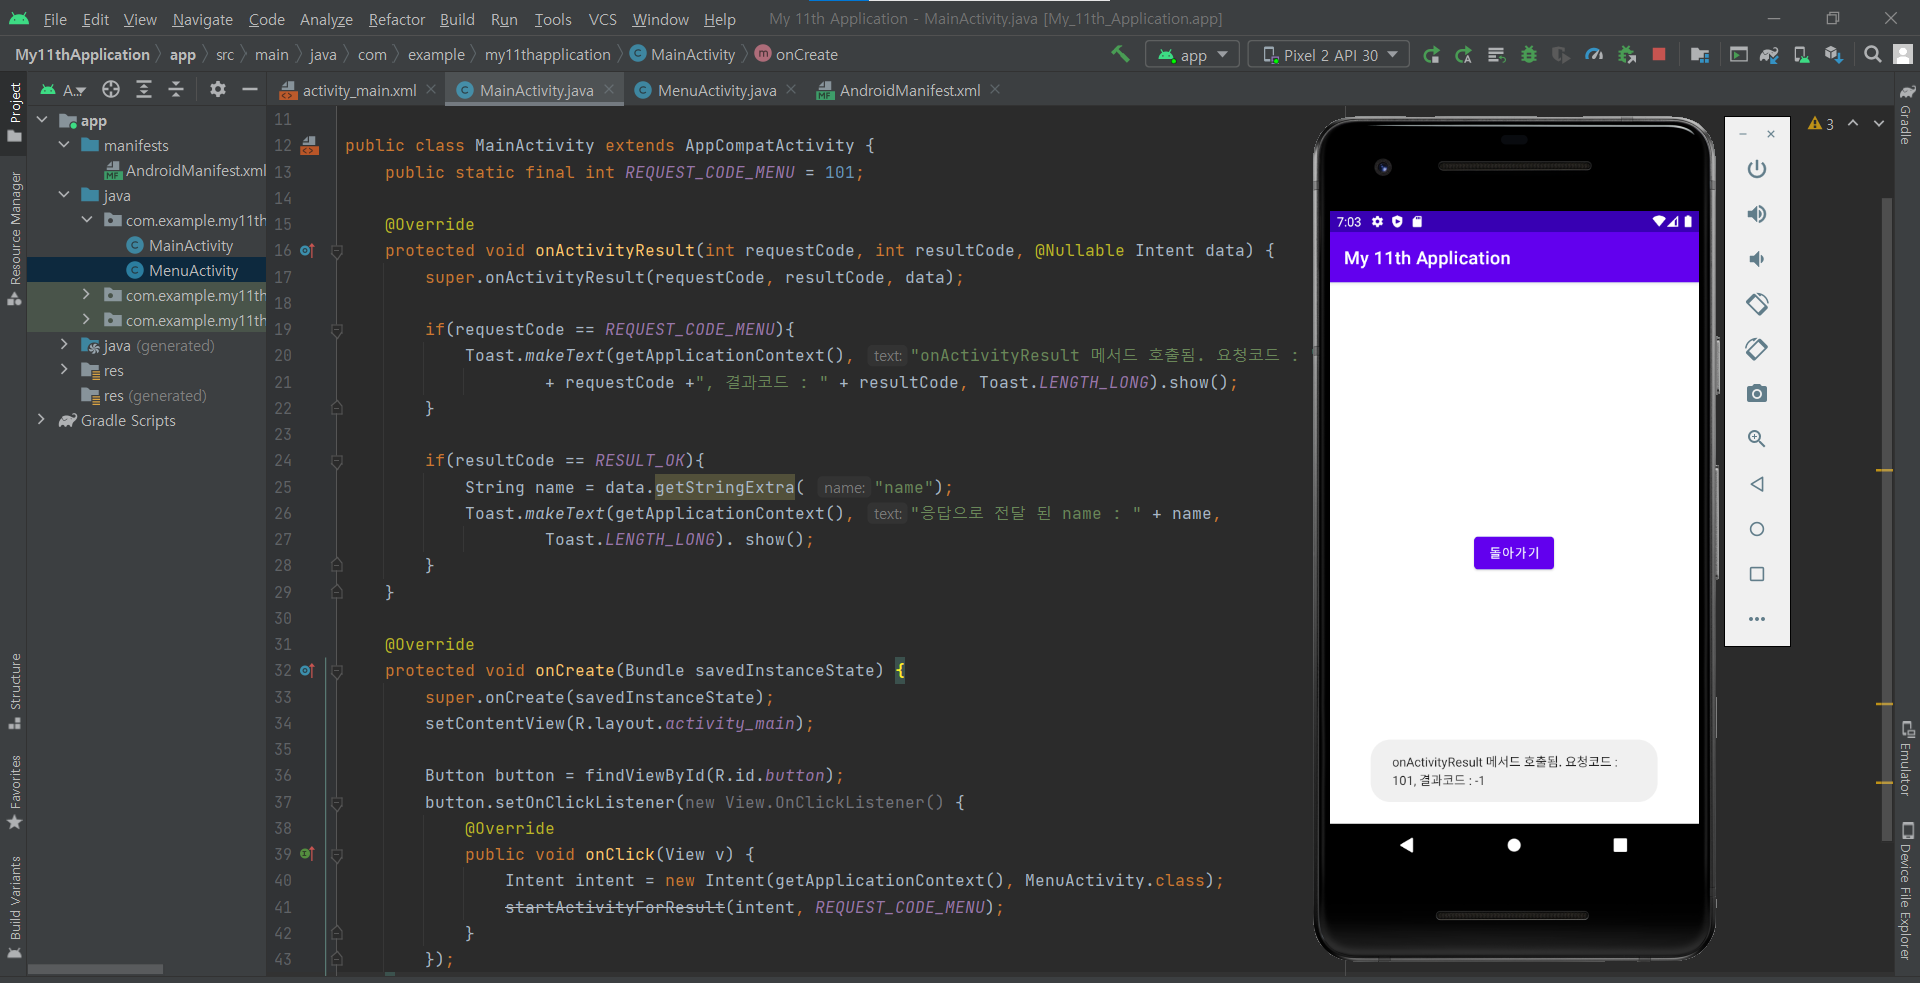 File Edit View Navigate Code Analyze Refactor Build Run Tools VCS Window Help My 11th Application - MainActivity.java [My_11th_Application.app]
My11thApplication app src main java com example my11thapplication MainActivity onCreate app Pixel 2 API 30
A.. activity_main.xml MainActivity.java MenuActivity.java AndroidManifest.xml
Project
Resource Manager
Structure
Favorites
Build Variants
app
manifests
AndroidManifest.xml
java
com.example.my11th
MainActivity
MenuActivity
com.example.my11th
com.example.my11th
java (generated)
res
res (generated)
Gradle Scripts
11
12 public class MainActivity extends AppCompatActivity {
13 public static final int REQUEST_CODE_MENU = 101;
14
15 @Override
16 protected void onActivityResult(int requestCode, int resultCode, @Nullable Intent data) {
17 super.onActivityResult(requestCode, resultCode, data);
18
19 if(requestCode == REQUEST_CODE_MENU){
20 Toast.makeText(getApplicationContext(), text: "onActivityResult 메서드 호출됨. 요청코드 :
21 + requestCode +", 결과코드 : " + resultCode, Toast.LENGTH_LONG).show();
22 }
23
24 if(resultCode == RESULT_OK){
25 String name = data.getStringExtra( name: "name");
26 Toast.makeText(getApplicationContext(), text: "응답으로 전달 된 name : " + name,
27 Toast.LENGTH_LONG). show();
28 }
29 }
30
31 @Override
32 protected void onCreate(Bundle savedInstanceState) {
33 super.onCreate(savedInstanceState);
34 setContentView(R.layout.activity_main);
35
36 Button button = findViewById(R.id.button);
37 button.setOnClickListener(new View.OnClickListener() {
38 @Override
39 public void onClick(View v) {
40 Intent intent = new Intent(getApplicationContext(), MenuActivity.class);
41 startActivityForResult(intent, REQUEST_CODE_MENU);
42 }
43 });
7:03
My 11th Application
돌아가기
onActivityResult 메서드 호출됨. 요청코드 :
101, 결과코드 : -1
3
Gradle
Emulator
Device File Explorer